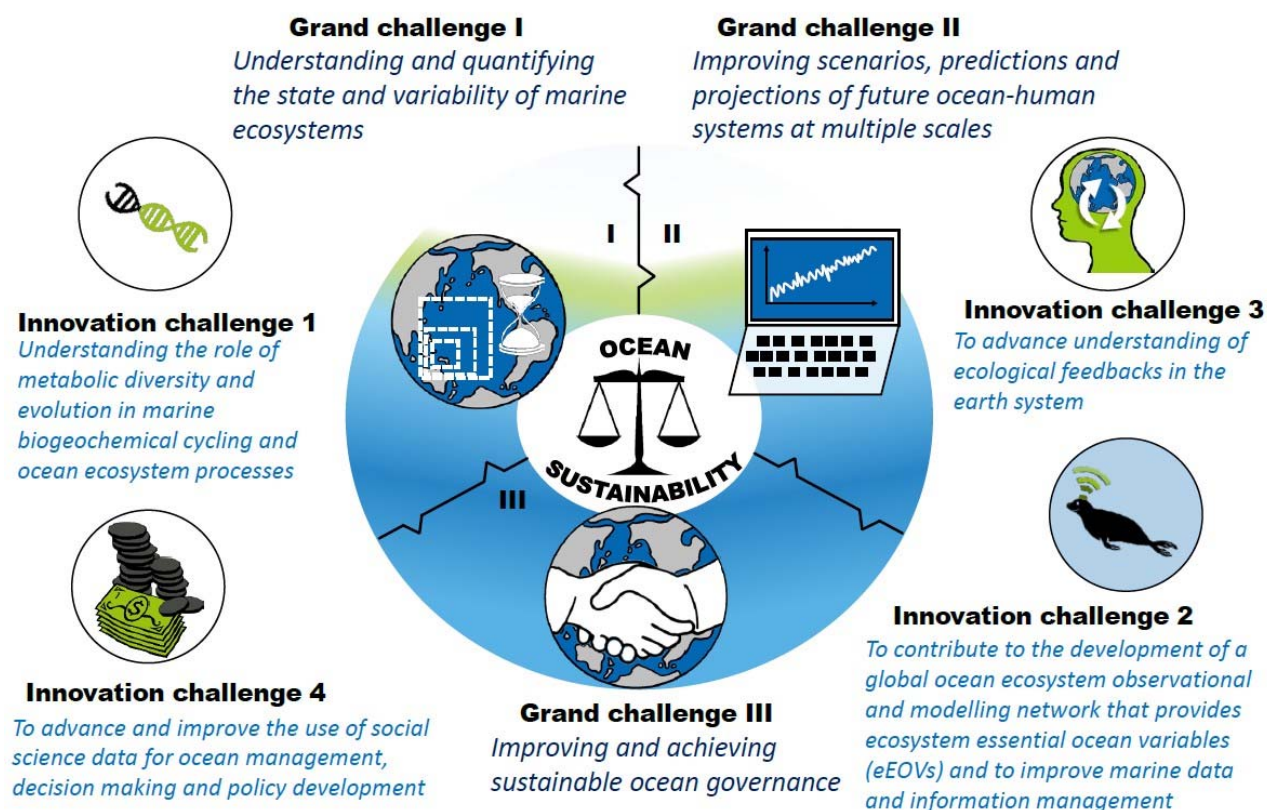 Grand challenge I
Understanding and quantifying
the state and variability of marine
ecosystems
Grand challenge II
Improving scenarios, predictions and
projections of future ocean-human
systems at multiple scales
I
II
Innovation challenge 1
Understanding the role of
metabolic diversity and
evolution in marine
biogeochemical cycling and
ocean ecosystem processes
OCEAN
SUSTAINABILITY
Innovation challenge 3
To advance understanding of
ecological feedbacks in the
earth system
III
$
Innovation challenge 4
To advance and improve the use of social
science data for ocean management,
decision making and policy development
Grand challenge III
Improving and achieving
sustainable ocean governance
Innovation challenge 2
To contribute to the development of a
global ocean ecosystem observational
and modelling network that provides
ecosystem essential ocean variables
(eEOVs) and to improve marine data
and information management